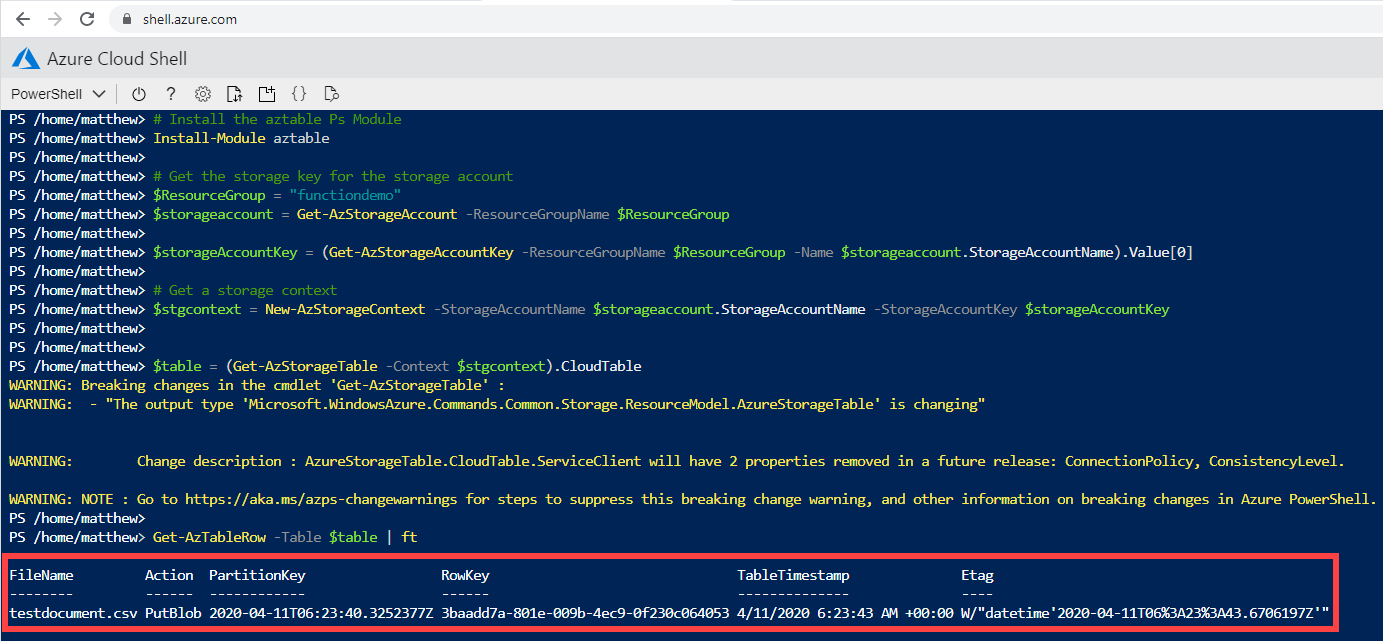 shell.azure.com
Azure Cloud Shell
PowerShell
PS /home/matthew> # Install the aztable Ps Module
PS /home/matthew> Install-Module aztable
PS /home/matthew>
PS /home/matthew> # Get the storage key for the storage account
PS /home/matthew> $ResourceGroup = "functiondemo"
PS /home/matthew> $storageaccount = Get-AzStorageAccount -ResourceGroupName $ResourceGroup
PS /home/matthew>
PS /home/matthew> $storageAccountKey = (Get-AzStorageAccountKey -ResourceGroupName $ResourceGroup -Name $storageaccount.StorageAccountName).Value[0]
PS /home/matthew>
PS /home/matthew> # Get a storage context
PS /home/matthew> $stgcontext = New-AzStorageContext -StorageAccountName $storageaccount.StorageAccountName -StorageAccountKey $storageAccountKey
PS /home/matthew>
PS /home/matthew>
PS /home/matthew> $table = (Get-AzStorageTable -Context $stgcontext).CloudTable
WARNING: Breaking changes in the cmdlet 'Get-AzStorageTable' :
WARNING:  - "The output type 'Microsoft.WindowsAzure.Commands.Common.Storage.ResourceModel.AzureStorageTable' is changing"
WARNING:        Change description : AzureStorageTable.CloudTable.ServiceClient will have 2 properties removed in a future release: ConnectionPolicy, ConsistencyLevel.
WARNING: NOTE : Go to https://aka.ms/azps-changewarnings for steps to suppress this breaking change warning, and other information on breaking changes in Azure PowerShell.
PS /home/matthew>
PS /home/matthew> Get-AzTableRow -Table $table | ft
FileName         Action  PartitionKey                 RowKey                               TableTimestamp              Etag
--------         ------  ------------                 ------                               --------------              ----
testdocument.csv PutBlob 2020-04-11T06:23:40.3252377Z 3baadd7a-801e-009b-4ec9-0f230c064053 4/11/2020 6:23:43 AM +00:00 W/"datetime'2020-04-11T06%3A23%3A43.6706197Z'"